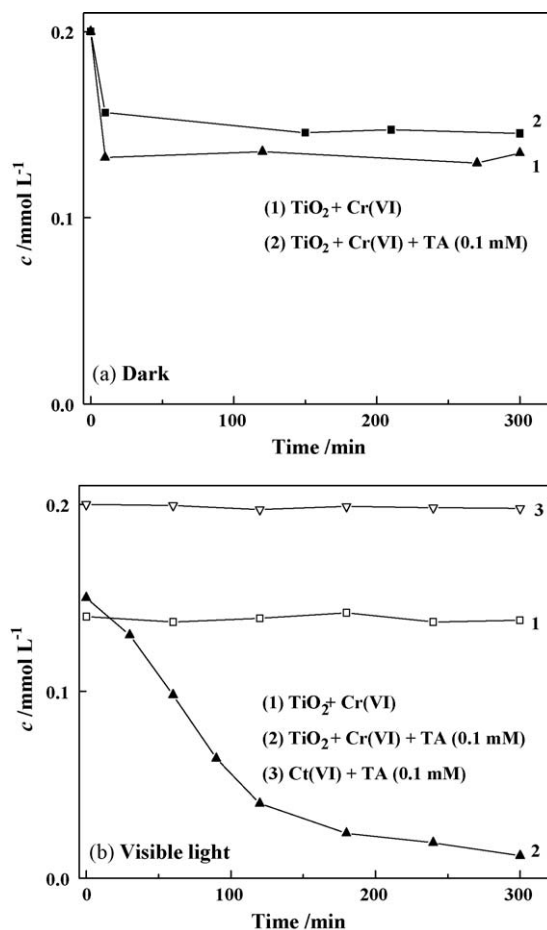 0.2
2
1
(1) TiO₂ + Cr(VI)
0.1
(2) TiO₂ + Cr(VI) + TA (0.1 mM)
c /mmol L⁻¹
(a) Dark
0.0
0 100 200 300
Time /min
0.2
3
1
0.1
(1) TiO₂+ Cr(VI)
(2) TiO₂ + Cr(VI) + TA (0.1 mM)
(3) Ct(VI) + TA (0.1 mM)
c /mmol L⁻¹
(b) Visible light
2
0.0
0 100 200 300
Time /min